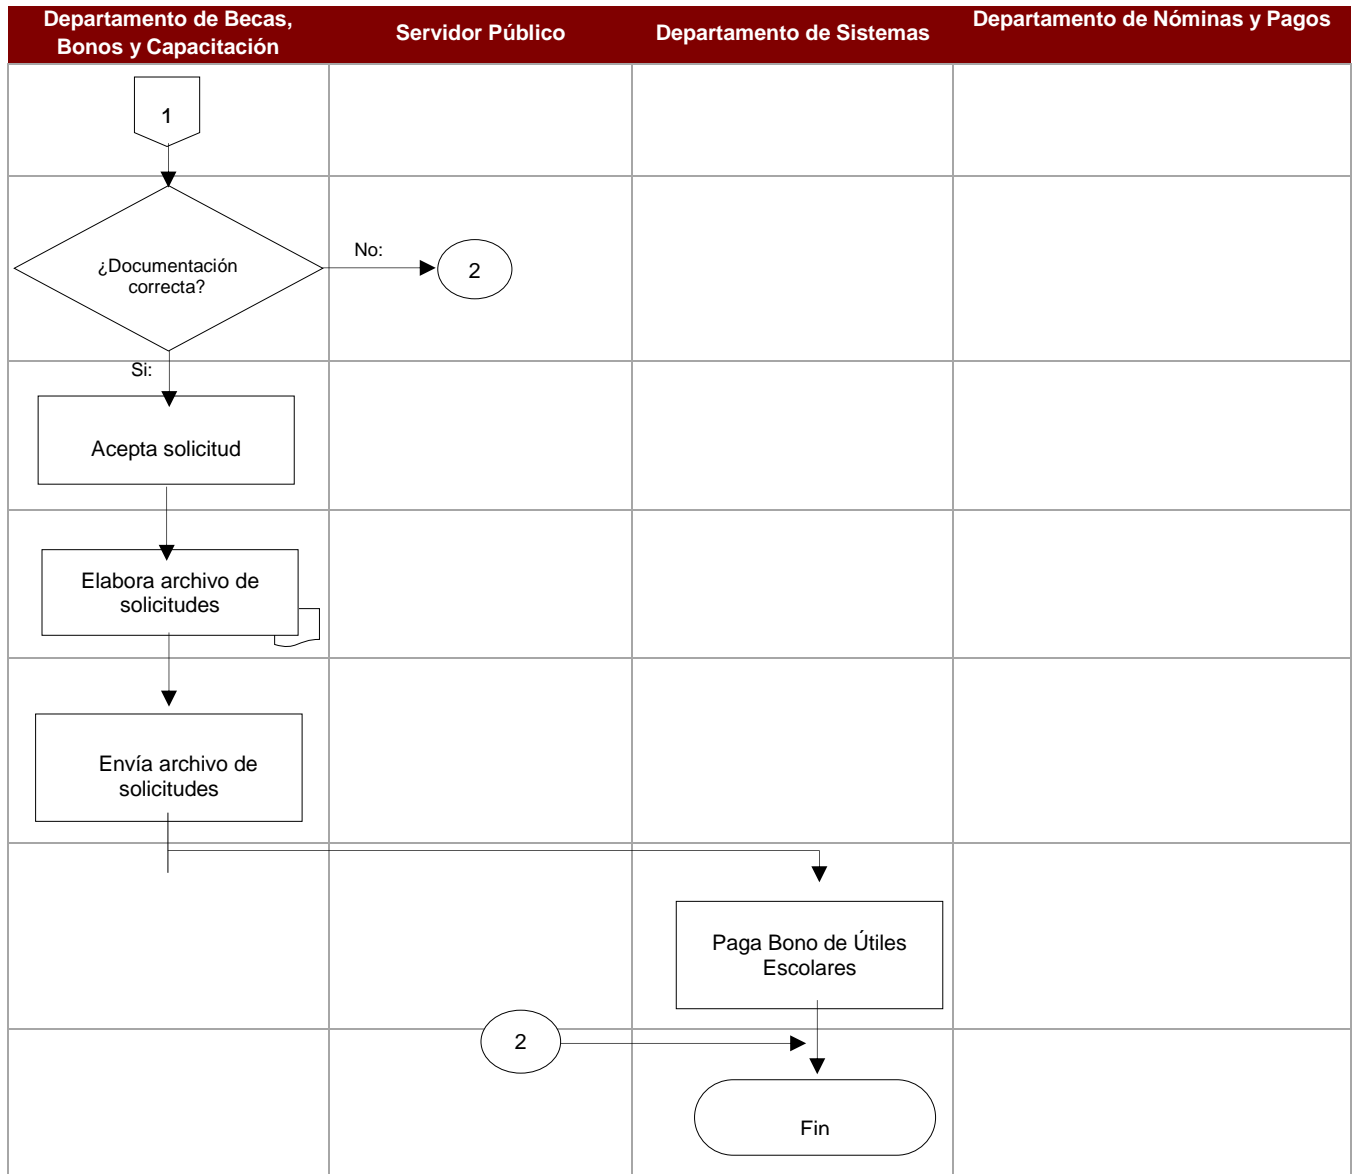 Departamento de Becas,
Bonos y Capacitación
Servidor Público
Departamento de Sistemas
Departamento de Nóminas y Pagos
1
¿Documentación
correcta?
No:
2
Si:
Acepta solicitud
Elabora archivo de
solicitudes
Envía archivo de
solicitudes
Paga Bono de Útiles
Escolares
2
Fin